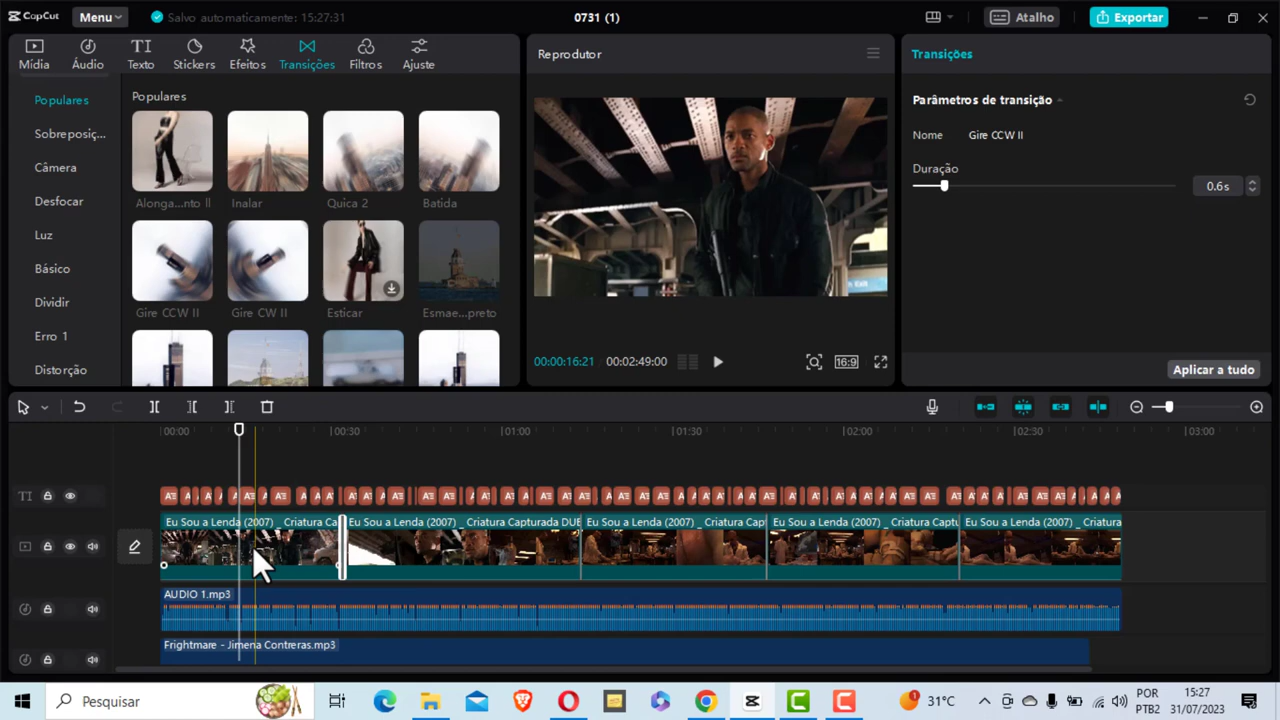 CapCut
Menu
Salvo automaticamente: 15:27:31
0731 (1)
Atalho
Exportar
Mídia
Áudio
Texto
Stickers
Efeitos
Transições
Filtros
Ajuste
Populares
Sobreposiç...
Câmera
Desfocar
Luz
Básico
Dividir
Erro 1
Distorção
Populares
Alonga...nto II
Inalar
Quica 2
Batida
Gire CCW II
Gire CW II
Esticar
Esmae...preto
Reprodutor
00:00:16:21 / 00:02:49:00
16:9
Transições
Parâmetros de transição
Nome Gire CCW II
Duração
0.6s
Aplicar a tudo
00:00 00:30 01:00 01:30 02:00 02:30 03:00
TI
Eu Sou a Lenda (2007) _ Criatura Ca
Eu Sou a Lenda (2007) _ Criatura Capturada DUB
Eu Sou a Lenda (2007) _ Criatura Cap
Eu Sou a Lenda (2007) _ Criatura Captu
Eu Sou a Lenda (2007) _ Criatura
AUDIO 1.mp3
Frightmare - Jimena Contreras.mp3
Pesquisar
1
31°C
POR
PTB2
5:27
31/07/2023